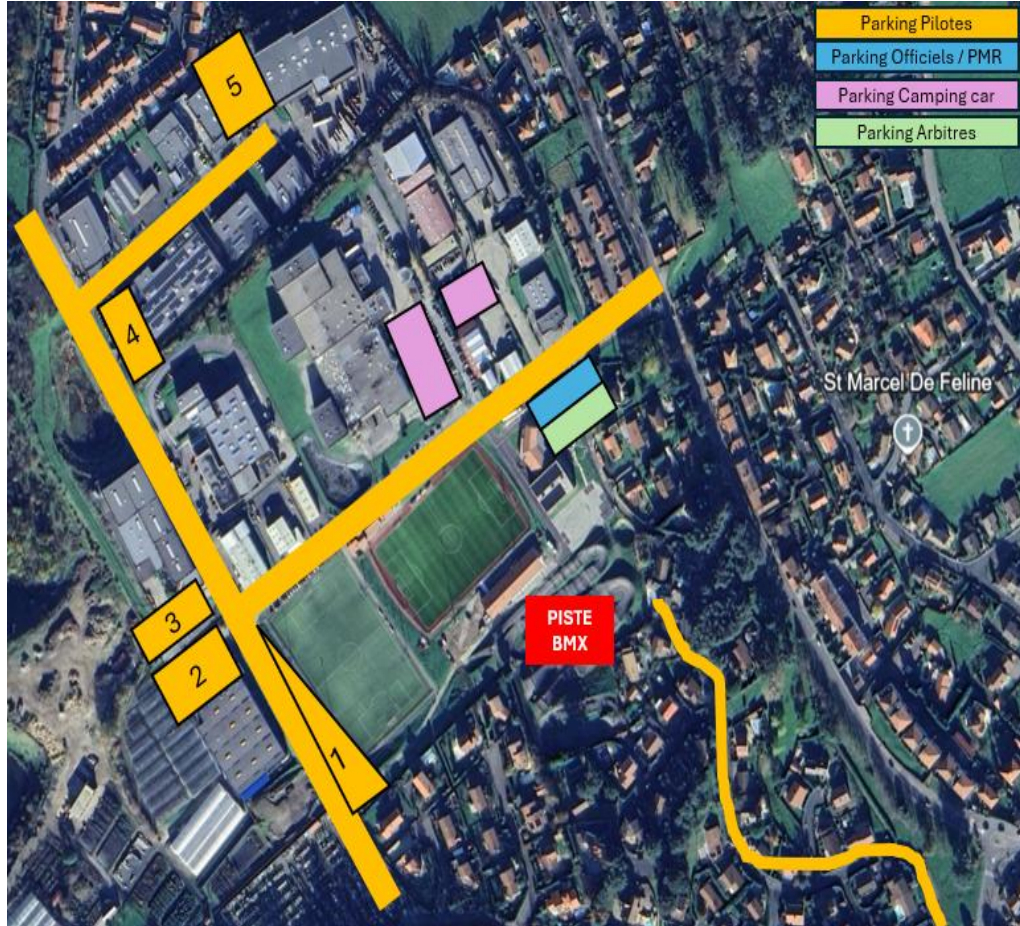 Parking Pilotes
Parking Officiels / PMR
Parking Camping car
Parking Arbitres
5
4
St Marcel De Feline
3
2
PISTE
BMX
1